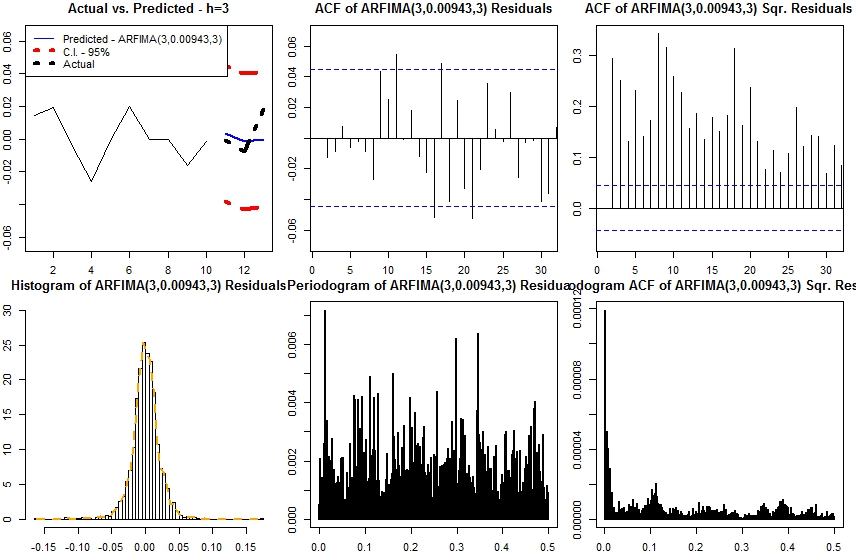 Actual vs. Predicted - h=3
Predicted - ARFIMA(3,0.00943,3)
C.I. - 95%
Actual
0.06
0.04
0.02
0.00
-0.02
-0.06
2 4 6 8 10 12
ACF of ARFIMA(3,0.00943,3) Residuals
0.06
0.02
-0.02
-0.06
0 5 10 15 20 25 30
ACF of ARFIMA(3,0.00943,3) Sqr. Residuals
0.3
0.2
0.1
0.0
0 5 10 15 20 25 30
Histogram of ARFIMA(3,0.00943,3) Residuals
30
25
20
15
10
5
0
-0.15 -0.10 -0.05 0.00 0.05 0.10 0.15
Periodogram of ARFIMA(3,0.00943,3) Residua
0.006
0.004
0.002
0.000
0.0 0.1 0.2 0.3 0.4 0.5
odogram ACF of ARFIMA(3,0.00943,3) Sqr. Res
0.00012
0.00008
0.00004
0.00000
0.0 0.1 0.2 0.3 0.4 0.5